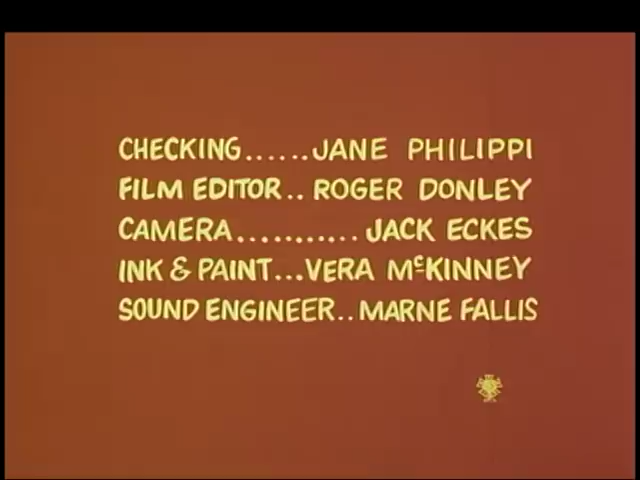 CHECKING......JANE PHILIPPI
FILM EDITOR..ROGER DONLEY
CAMERA...........JACK ECKES
INK & PAINT...VERA McKINNEY
SOUND ENGINEER..MARNE FALLIS